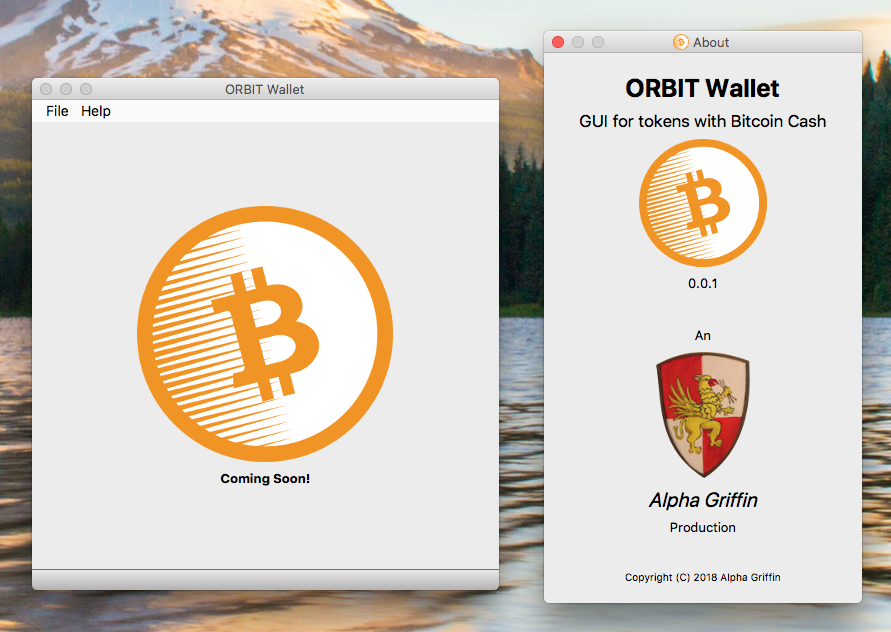 ORBIT Wallet
File Help
Coming Soon!
About
ORBIT Wallet
GUI for tokens with Bitcoin Cash
0.0.1
An
Alpha Griffin
Production
Copyright (C) 2018 Alpha Griffin